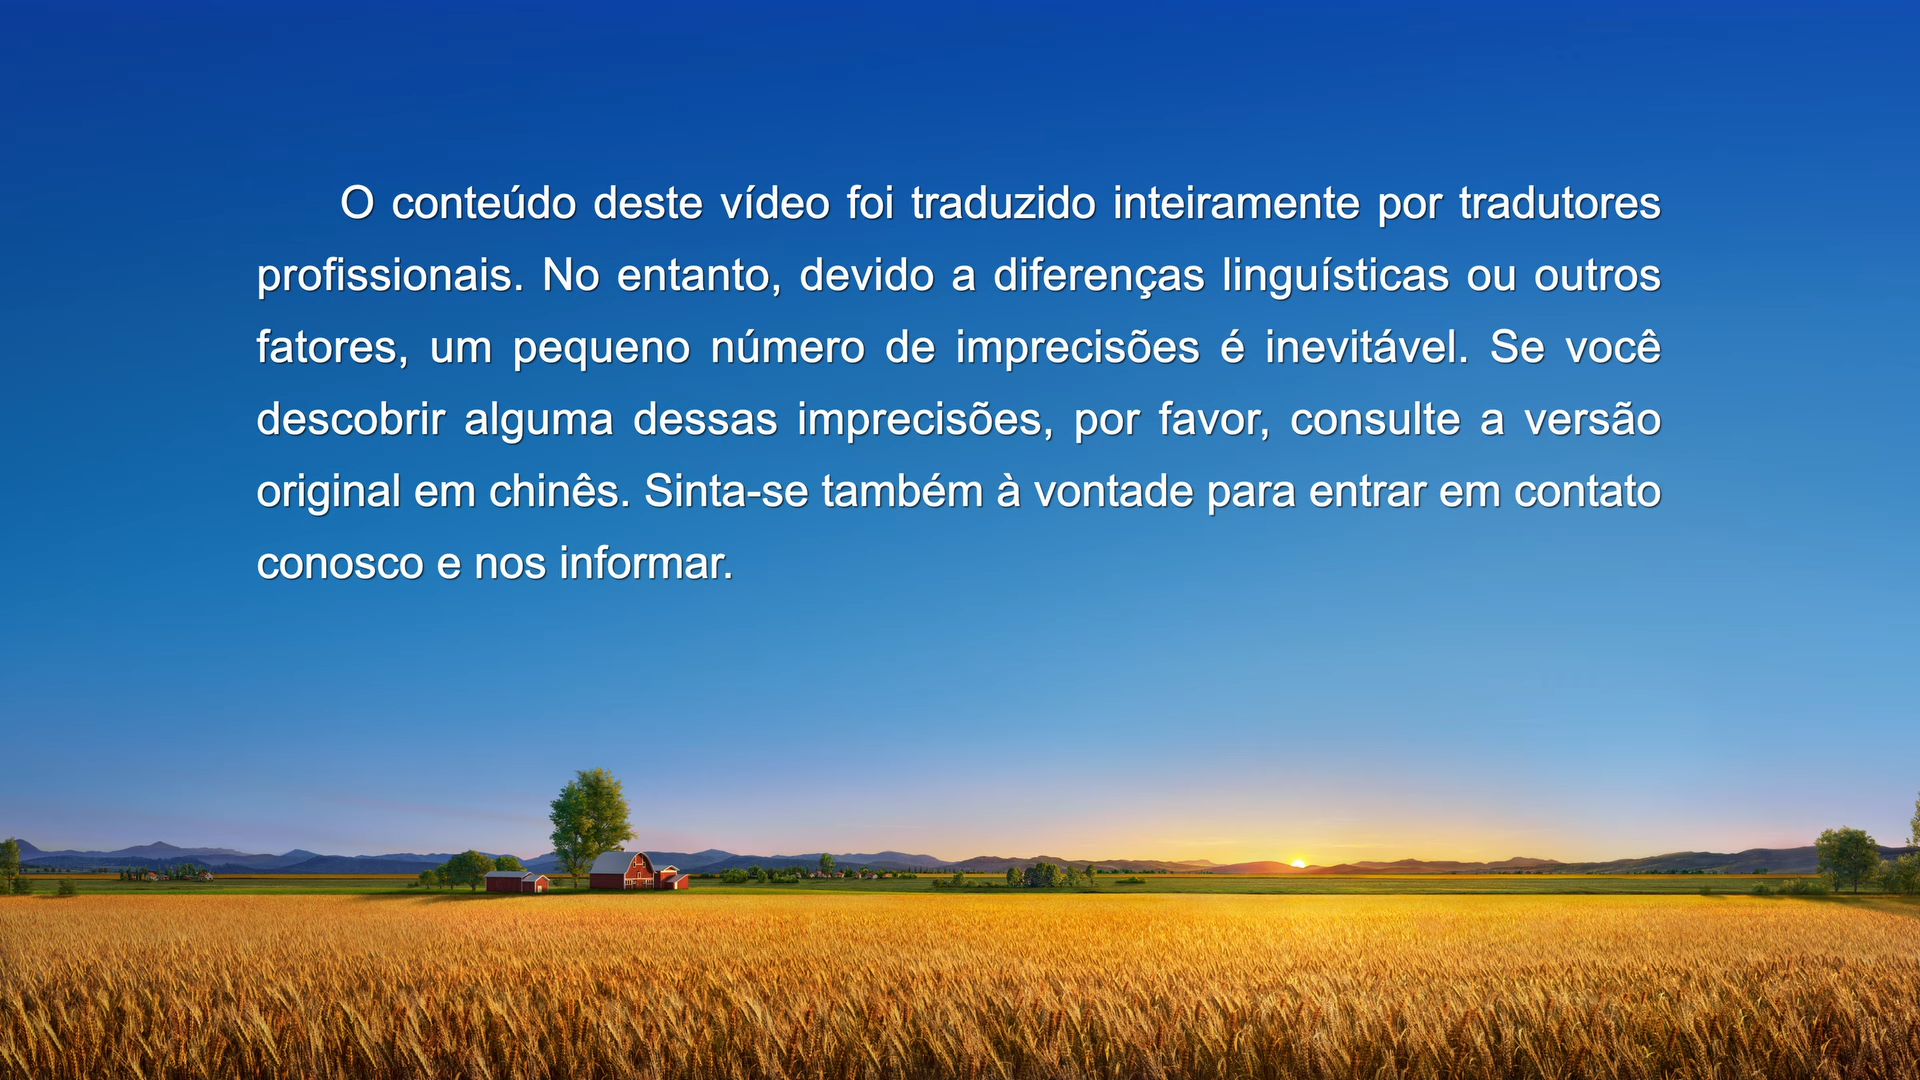 O conteúdo deste vídeo foi traduzido inteiramente por tradutores
profissionais. No entanto, devido a diferenças linguísticas ou outros
fatores, um pequeno número de imprecisões é inevitável. Se você
descobrir alguma dessas imprecisões, por favor, consulte a versão
original em chinês. Sinta-se também à vontade para entrar em contato
conosco e nos informar.